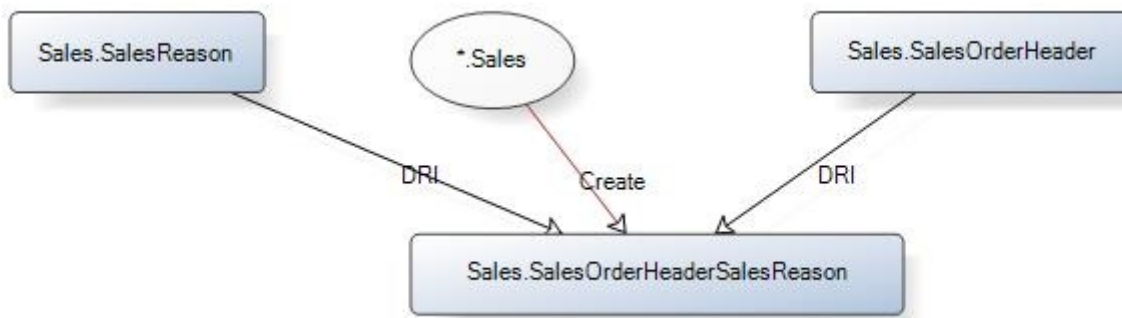 Sales.SalesReason
*.Sales
Sales.SalesOrderHeader
DRI
Create
DRI
Sales.SalesOrderHeaderSalesReason